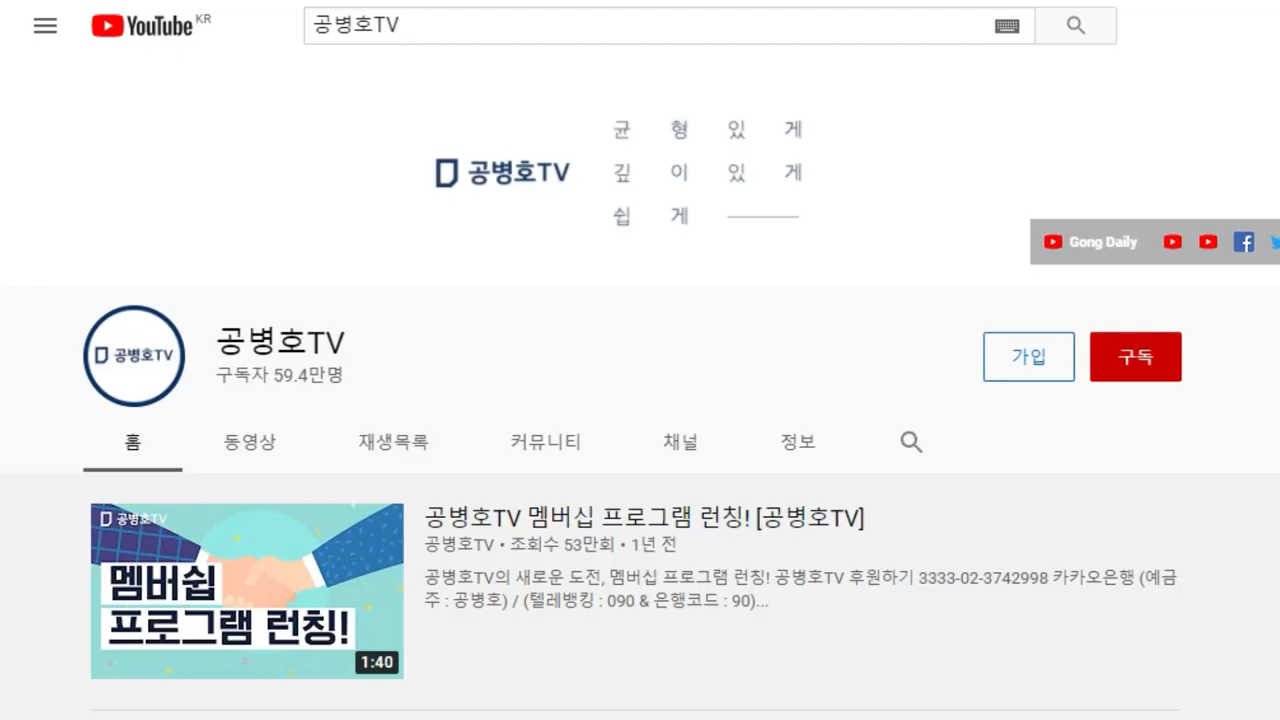 YouTube KR
공병호TV
공병호TV
균 형 있 게
깊 이 있 게
쉽 게
Gong Daily
공병호TV
공병호TV
구독자 59.4만명
가입
구독
홈 동영상 재생목록 커뮤니티 채널 정보
공병호TV
멤버쉽
프로그램 런칭!
1:40
공병호TV 멤버십 프로그램 런칭! [공병호TV]
공병호TV • 조회수 53만회 • 1년 전
공병호TV의 새로운 도전, 멤버십 프로그램 런칭! 공병호TV 후원하기 3333-02-3742998 카카오은행 (예금
주 : 공병호) / (텔레뱅킹 : 090 & 은행코드 : 90)...